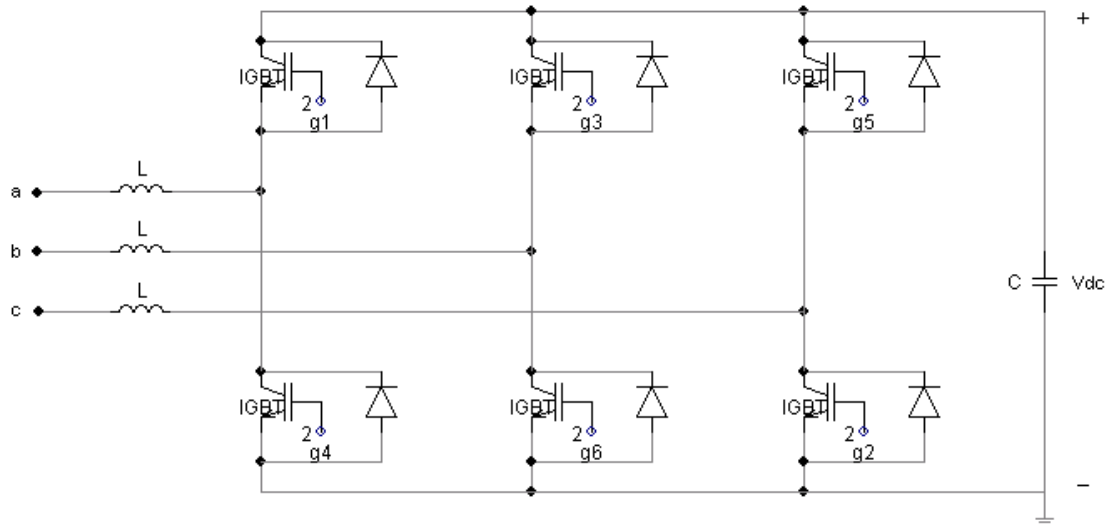 +
IGBT IGBT IGBT
2 2 2
g1 g3 g5
L
a
L
b
L
c
C Vdc
IGBT IGBT IGBT
2 2 2
g4 g6 g2
−